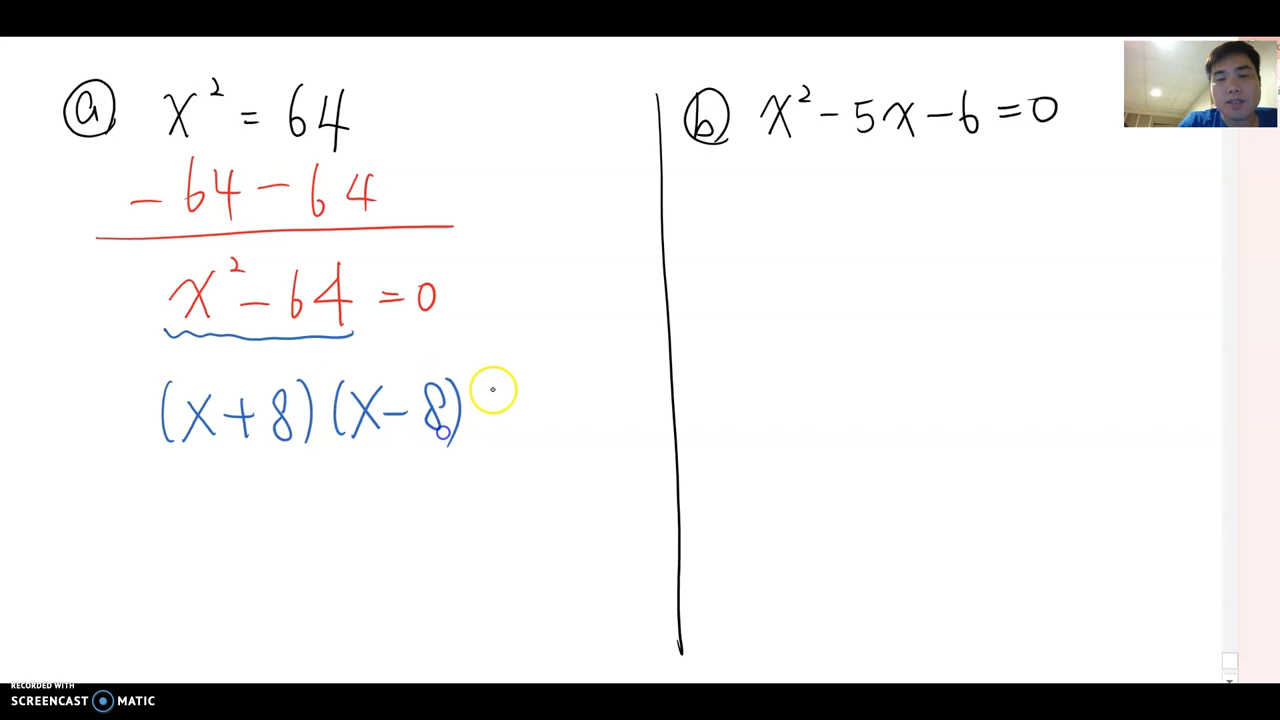 ⓐ x² = 64
- 64 - 64
x² - 64 = 0
(x + 8) (x - 8)
ⓑ x² - 5x - 6 = 0
RECORDED WITH
SCREENCAST MATIC